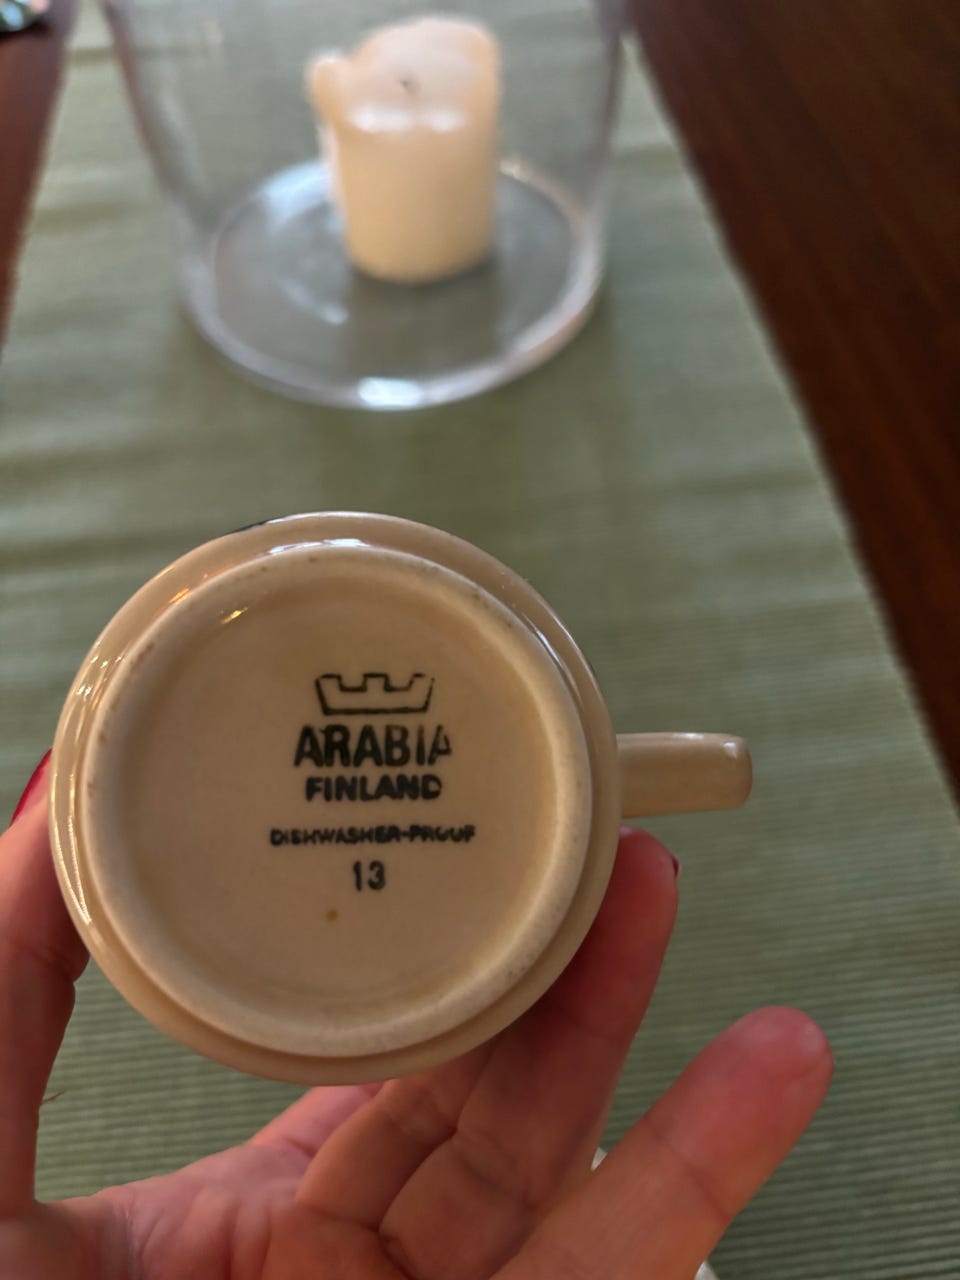 ARABIA
FINLAND
DISHWASHER-PROOF
13